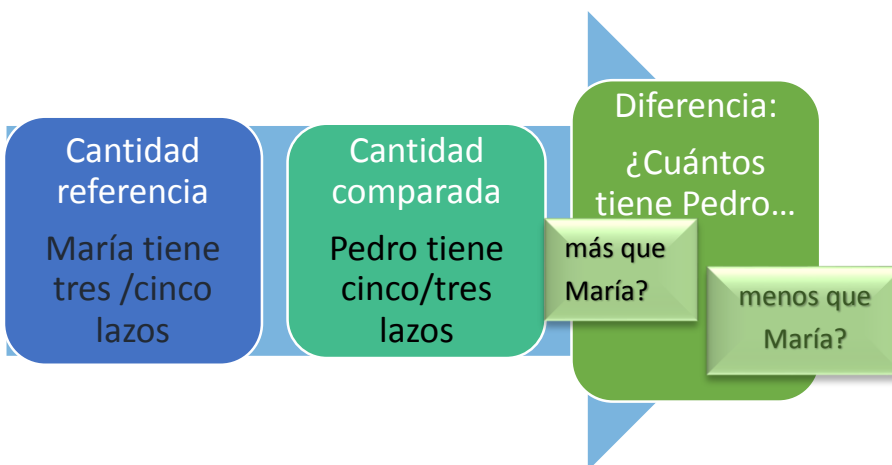 Cantidad
referencia
María tiene
tres /cinco
lazos
Cantidad
comparada
Pedro tiene
cinco/tres
lazos
Diferencia:
¿Cuántos
tiene Pedro…
más que
María?
menos que
María?